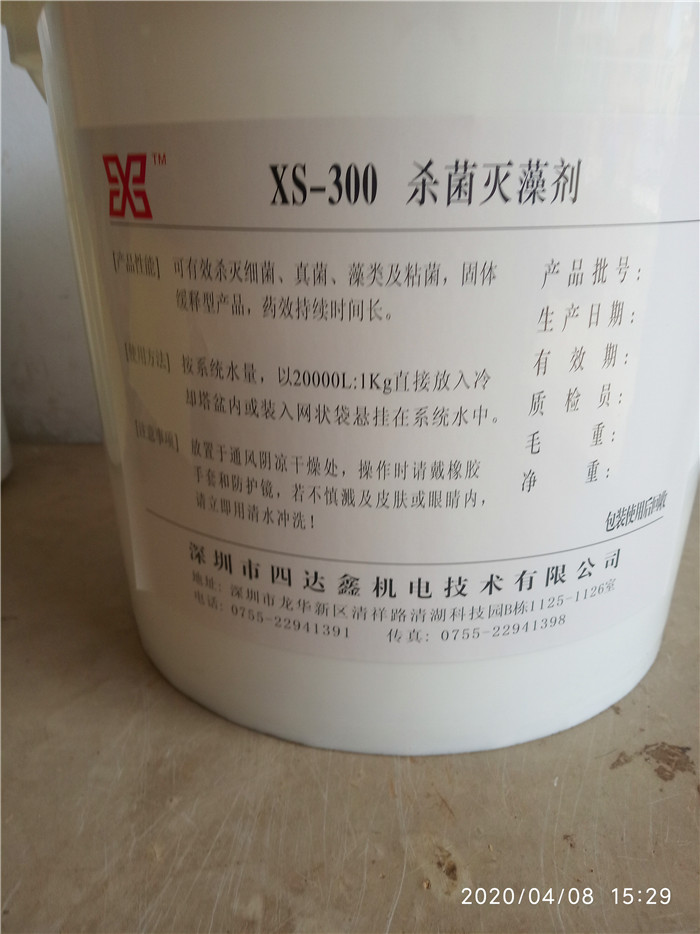 TM
XS-300 杀菌灭藻剂
[产品性能] 可有效杀灭细菌、真菌、藻类及粘菌，固体
缓释型产品，药效持续时间长。
[使用方法] 按系统水量，以20000L:1Kg直接放入冷
却塔盆内或装入网状袋悬挂在系统水中。
[注意事项] 放置于通风阴凉干燥处，操作时请戴橡胶
手套和防护镜，若不慎溅及皮肤或眼睛内，
请立即用清水冲洗！
产品批号：
生产日期：
有效期：
质检员：
毛重：
净重：
包装使用后回收
深圳市四达鑫机电技术有限公司
地址：深圳市龙华新区清祥路清湖科技园B栋1125-1126室
电话：0755-22941391 传真：0755-22941398
2020/04/08 15:29